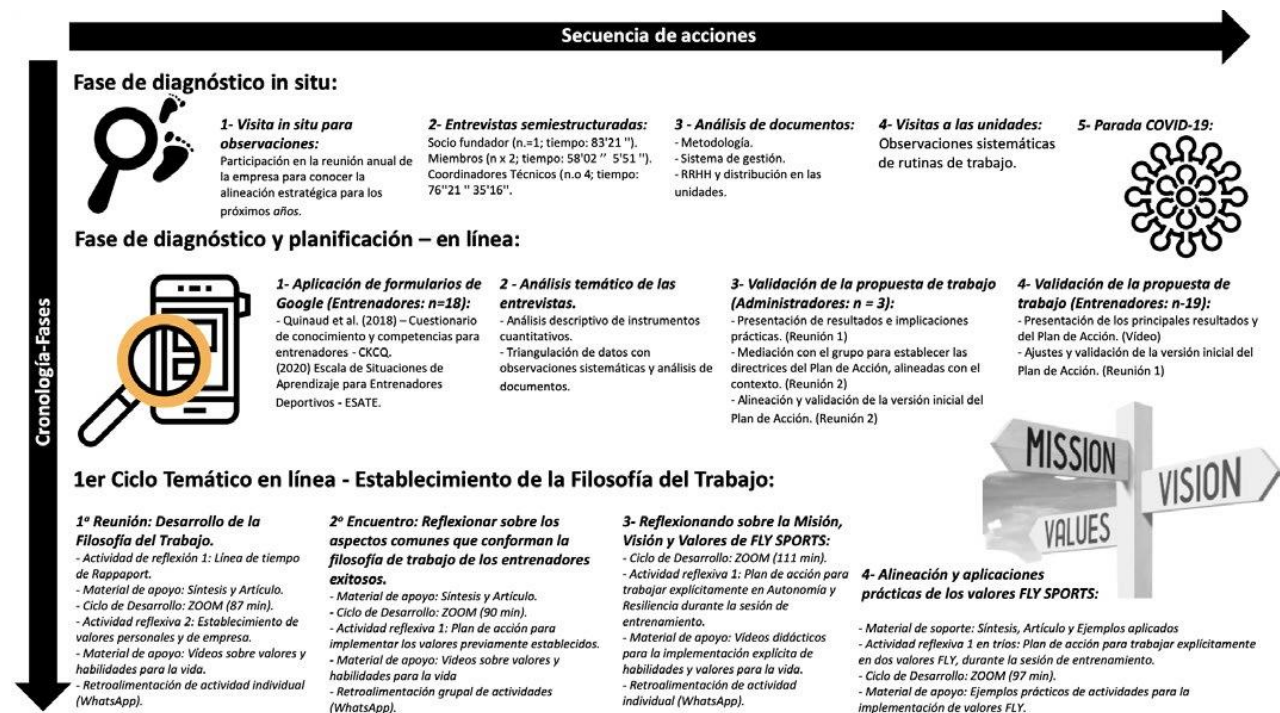 Secuencia de acciones
Cronología-Fases
Fase de diagnóstico in situ:
1- Visita in situ para
observaciones:
Participación en la reunión anual de
la empresa para conocer la
alineación estratégica para los
próximos años.
2- Entrevistas semiestructuradas:
Socio fundador (n.=1; tiempo: 83'21 '').
Miembros (n x 2; tiempo: 58'02 '' 5'51 '').
Coordinadores Técnicos (n.o 4; tiempo:
76''21 '' 35'16''.
3 - Análisis de documentos:
- Metodología.
- Sistema de gestión.
- RRHH y distribución en las
unidades.
4- Visitas a las unidades:
Observaciones sistemáticas
de rutinas de trabajo.
5- Parada COVID-19:
Fase de diagnóstico y planificación – en línea:
1- Aplicación de formularios de
Google (Entrenadores: n=18):
- Quinaud et al. (2018) – Cuestionario
de conocimiento y competencias para
entrenadores - CKCQ.
(2020) Escala de Situaciones de
Aprendizaje para Entrenadores
Deportivos - ESATE.
2 - Análisis temático de las
entrevistas.
- Análisis descriptivo de instrumentos
cuantitativos.
- Triangulación de datos con
observaciones sistemáticas y análisis de
documentos.
3- Validación de la propuesta de trabajo
(Administradores: n = 3):
- Presentación de resultados e implicaciones
prácticas. (Reunión 1)
- Mediación con el grupo para establecer las
directrices del Plan de Acción, alineadas con el
contexto. (Reunión 2)
- Alineación y validación de la versión inicial del
Plan de Acción. (Reunión 2)
4- Validación de la propuesta de
trabajo (Entrenadores: n-19):
- Presentación de los principales resultados y
del Plan de Acción. (Vídeo)
- Ajustes y validación de la versión inicial del
Plan de Acción. (Reunión 1)
MISSION
VISION
VALUES
1er Ciclo Temático en línea - Establecimiento de la Filosofía del Trabajo:
1ª Reunión: Desarrollo de la
Filosofía del Trabajo.
- Actividad de reflexión 1: Línea de tiempo
de Rappaport.
- Material de apoyo: Síntesis y Artículo.
- Ciclo de Desarrollo: ZOOM (87 min).
- Actividad reflexiva 2: Establecimiento de
valores personales y de empresa.
- Material de apoyo: Vídeos sobre valores y
habilidades para la vida.
- Retroalimentación de actividad individual
(WhatsApp).
2º Encuentro: Reflexionar sobre los
aspectos comunes que conforman la
filosofía de trabajo de los entrenadores
exitosos.
- Material de apoyo: Síntesis y Artículo.
- Ciclo de Desarrollo: ZOOM (90 min).
- Actividad reflexiva 1: Plan de acción para
implementar los valores previamente establecidos.
- Material de apoyo: Videos sobre valores y
habilidades para la vida
- Retroalimentación grupal de actividades
(WhatsApp).
3- Reflexionando sobre la Misión,
Visión y Valores de FLY SPORTS:
- Ciclo de Desarrollo: ZOOM (111 min).
- Actividad reflexiva 1: Plan de acción para
trabajar explícitamente en Autonomía y
Resiliencia durante la sesión de
entrenamiento.
- Material de apoyo: Vídeos didácticos
para la implementación explícita de
habilidades y valores para la vida.
- Retroalimentación de actividad
individual (WhatsApp).
4- Alineación y aplicaciones
prácticas de los valores FLY SPORTS:
- Material de soporte: Síntesis, Artículo y Ejemplos aplicados
- Actividad reflexiva 1 en tríos: Plan de acción para trabajar explícitamente
en dos valores FLY, durante la sesión de entrenamiento.
- Ciclo de Desarrollo: ZOOM (97 min).
- Material de apoyo: Ejemplos prácticos de actividades para la
implementación de valores FLY.